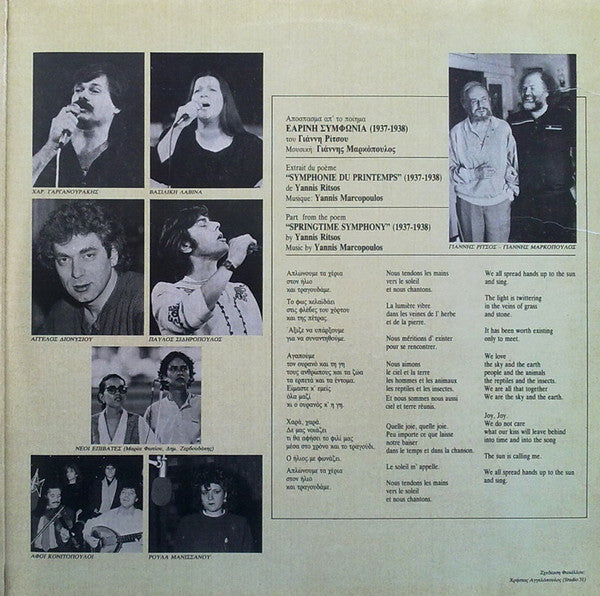 ΧΑΡ. ΓΑΡΓΑΝΟΥΡΑΚΗΣ
ΒΑΣΙΛΙΚΗ ΛΑΒΙΝΑ
ΑΓΓΕΛΟΣ ΔΙΟΝΥΣΙΟΥ
ΠΑΥΛΟΣ ΣΙΔΗΡΟΠΟΥΛΟΣ
ΝΕΟΙ ΕΠΙΒΑΤΕΣ (Μαρία Φωτίου, Δημ. Ζερβουδάκης)
ΑΦΟΙ ΚΟΝΙΤΟΠΟΥΛΟΙ
ΡΟΥΛΑ ΜΑΝΙΣΣΑΝΟΥ
Απόσπασμα απ' το ποίημα
ΕΑΡΙΝΗ ΣΥΜΦΩΝΙΑ (1937-1938)
του Γιάννη Ρίτσου
Μουσική: Γιάννης Μαρκόπουλος
Extrait du poème
"SYMPHONIE DU PRINTEMPS" (1937-1938)
de Yannis Ritsos
Musique: Yannis Marcopoulos
Part from the poem
"SPRINGTIME SYMPHONY" (1937-1938)
by Yannis Ritsos
Music by Yannis Marcopoulos
ΓΙΑΝΝΗΣ ΡΙΤΣΟΣ - ΓΙΑΝΝΗΣ ΜΑΡΚΟΠΟΥΛΟΣ
Απλώνουμε τα χέρια
στον ήλιο
και τραγουδάμε.
Το φως κελαϊδάει
στις φλέβες του χόρτου
και της πέτρας.
'Αξιζε να υπάρξουμε
για να συναντηθούμε.
Αγαπούμε
τον ουρανό και τη γη
τους ανθρώπους και τα ζώα
τα ερπετά και τα έντομα.
Είμαστε κ' εμείς
όλα μαζί
κι ο ουρανός κ' η γη.
Χαρά, χαρά.
Δε μας νοιάζει
τι θα αφήσει το φιλί μας
μέσα στο χρόνο και το τραγούδι.
Ο ήλιος με φωνάζει.
Απλώνουμε τα χέρια
στον ήλιο
και τραγουδάμε.
Nous tendons les mains
vers le soleil
et nous chantons.
La lumière vibre
dans les veines de l' herbe
et de la pierre.
Nous méritions d' exister
pour se rencontrer.
Nous aimons
le ciel et la terre
les hommes et les animaux
les reptiles et les insectes.
Et nous sommes nous aussi
ciel et terre réunis.
Quelle joie, quelle joie.
Peu importe ce que laisse
notre baiser
dans le temps et dans la chanson.
Le soleil m' appelle.
Nous tendons les mains
vers le soleil
et nous chantons.
We all spread hands up to the sun
and sing.
The light is twittering
in the veins of grass
and stone.
It has been worth existing
only to meet.
We love
the sky and the earth
people and the animals
the reptiles and the insects.
We are all that together
We are the sky and the earth.
Joy, Joy.
We do not care
what our kiss will leave behind
into time and into the song
The sun is calling me.
We all spread hands up to the sun
and sing.
Σχεδίαση Φακέλλου:
Χρήστος Αγγελόπουλος (Studio 31)